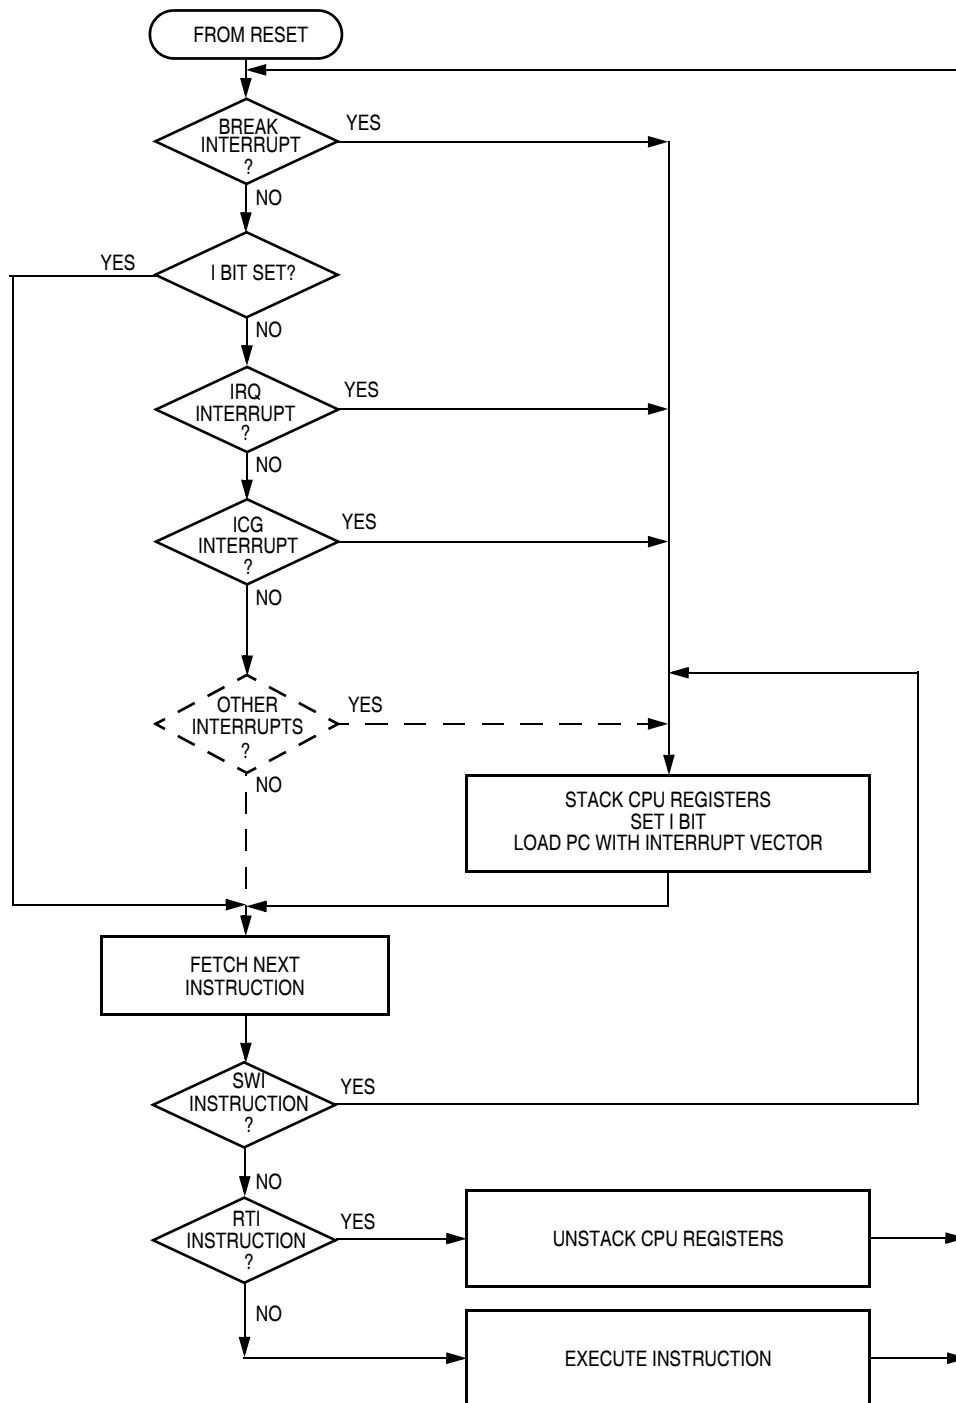 FROM RESET
BREAK
INTERRUPT
?
YES
NO
I BIT SET?
YES
NO
IRQ
INTERRUPT
?
YES
NO
ICG
INTERRUPT
?
YES
NO
OTHER
INTERRUPTS
?
YES
NO
STACK CPU REGISTERS
SET I BIT
LOAD PC WITH INTERRUPT VECTOR
FETCH NEXT
INSTRUCTION
SWI
INSTRUCTION
?
YES
NO
RTI
INSTRUCTION
?
YES
UNSTACK CPU REGISTERS
NO
EXECUTE INSTRUCTION